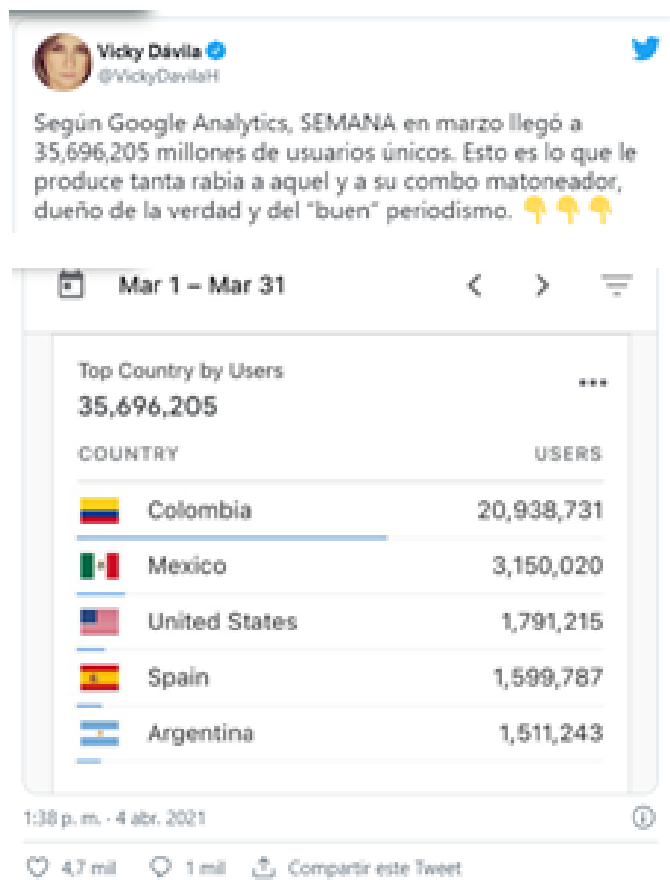 Vicky Dávila
@VickyDavilaH
Según Google Analytics, SEMANA en marzo llegó a
35,696,205 millones de usuarios únicos. Esto es lo que le
produce tanta rabia a aquel y a su combo matoneador,
dueño de la verdad y del "buen" periodismo. 👇👇👇
Mar 1 – Mar 31
Top Country by Users
35,696,205
COUNTRY USERS
Colombia 20,938,731
Mexico 3,150,020
United States 1,791,215
Spain 1,599,787
Argentina 1,511,243
1:38 p. m. · 4 abr. 2021
4,7 mil 1 mil Compartir este Tweet